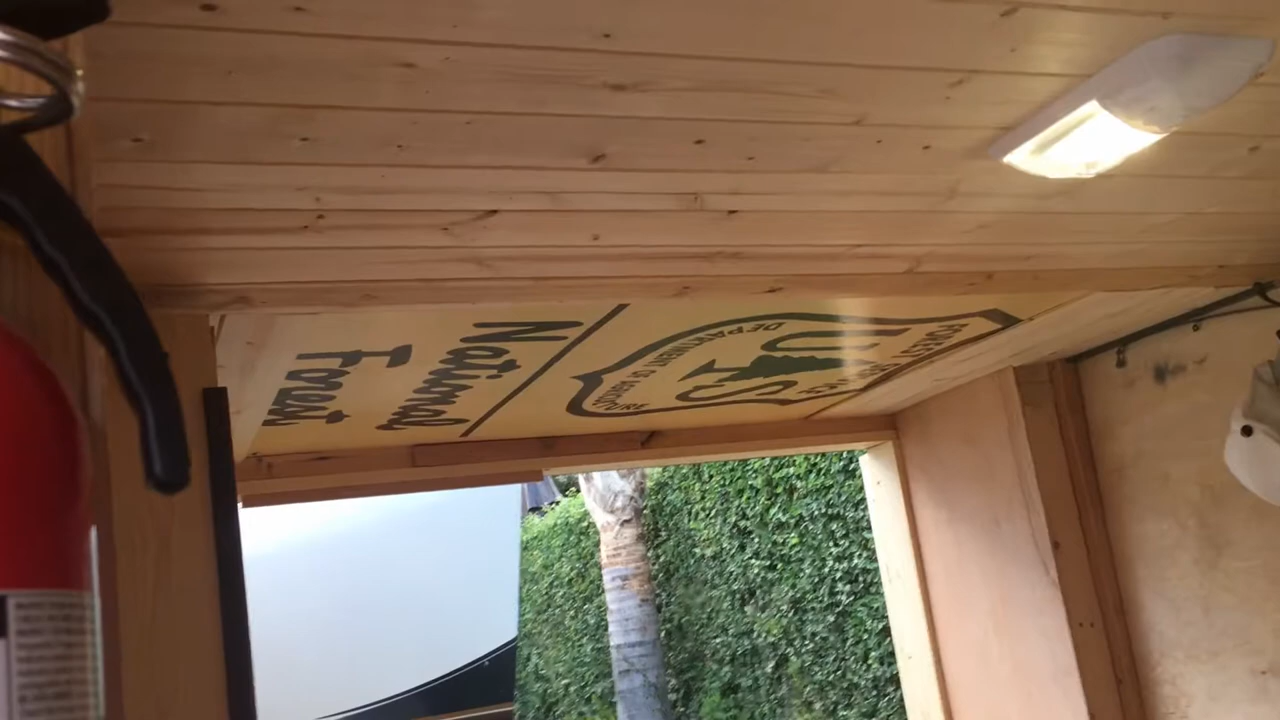 FOREST SERVICE
U S
DEPARTMENT OF AGRICULTURE
National
Forest